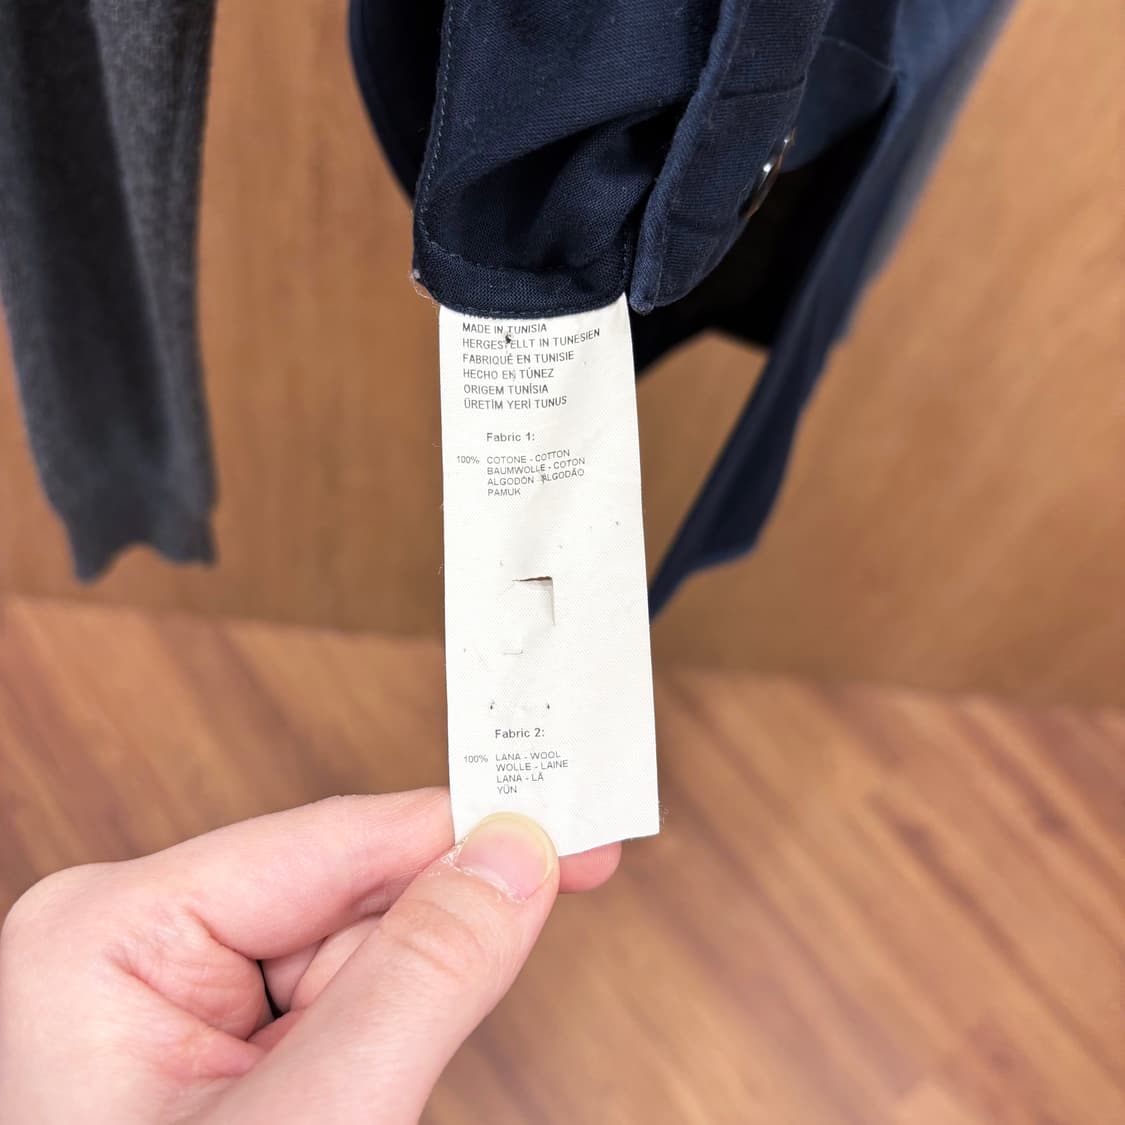 MADE IN TUNISIA
HERGESTELLT IN TUNESIEN
FABRIQUÉ EN TUNISIE
HECHO EN TÚNEZ
ORIGEM TUNÍSIA
ÜRETİM YERİ TUNUS
Fabric 1:
100% COTONE - COTTON
BAUMWOLLE - COTON
ALGODÓN - ALGODÃO
PAMUK
Fabric 2:
100% LANA - WOOL
WOLLE - LAINE
LANA - LÃ
YÜN